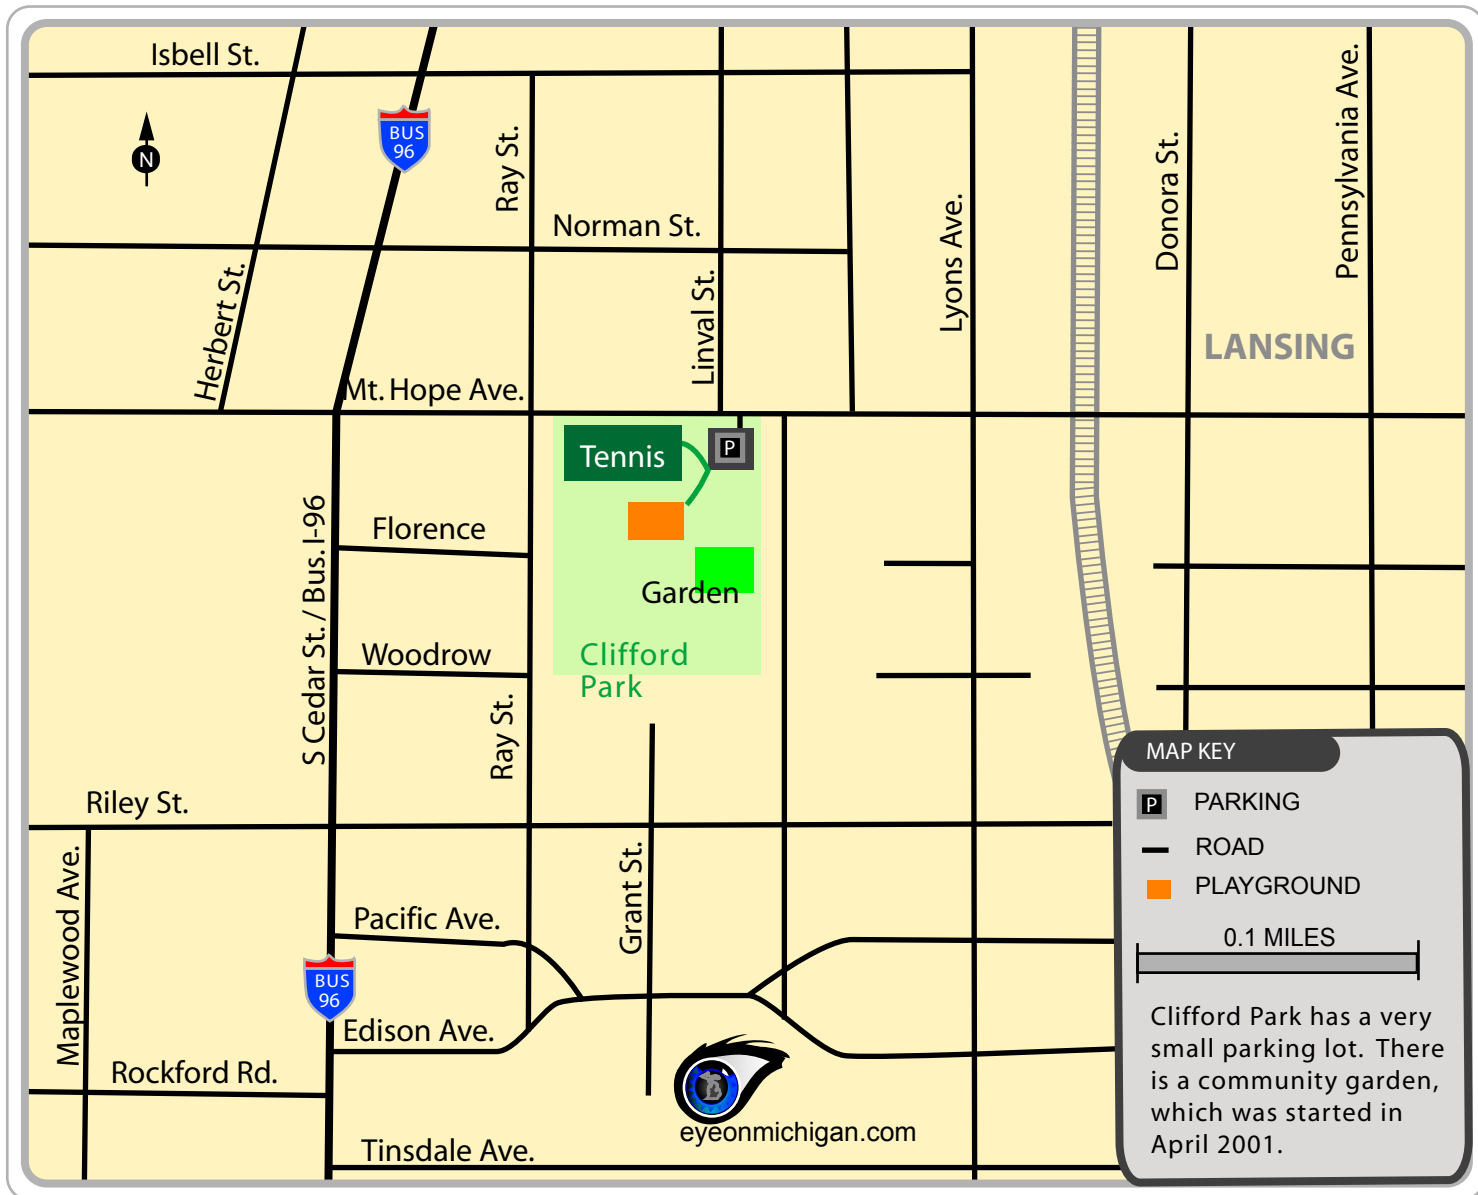 Isbell St.
BUS
96
N
Ray St.
Norman St.
Herbert St.
Linval St.
Lyons Ave.
Donora St.
Pennsylvania Ave.
LANSING
Mt. Hope Ave.
Tennis
P
S Cedar St. / Bus. I-96
Florence
Garden
Woodrow
Clifford
Park
Ray St.
Riley St.
Maplewood Ave.
Grant St.
Pacific Ave.
BUS
96
Edison Ave.
Rockford Rd.
eyeonmichigan.com
Tinsdale Ave.
MAP KEY
P PARKING
ROAD
PLAYGROUND
0.1 MILES
Clifford Park has a very
small parking lot. There
is a community garden,
which was started in
April 2001.